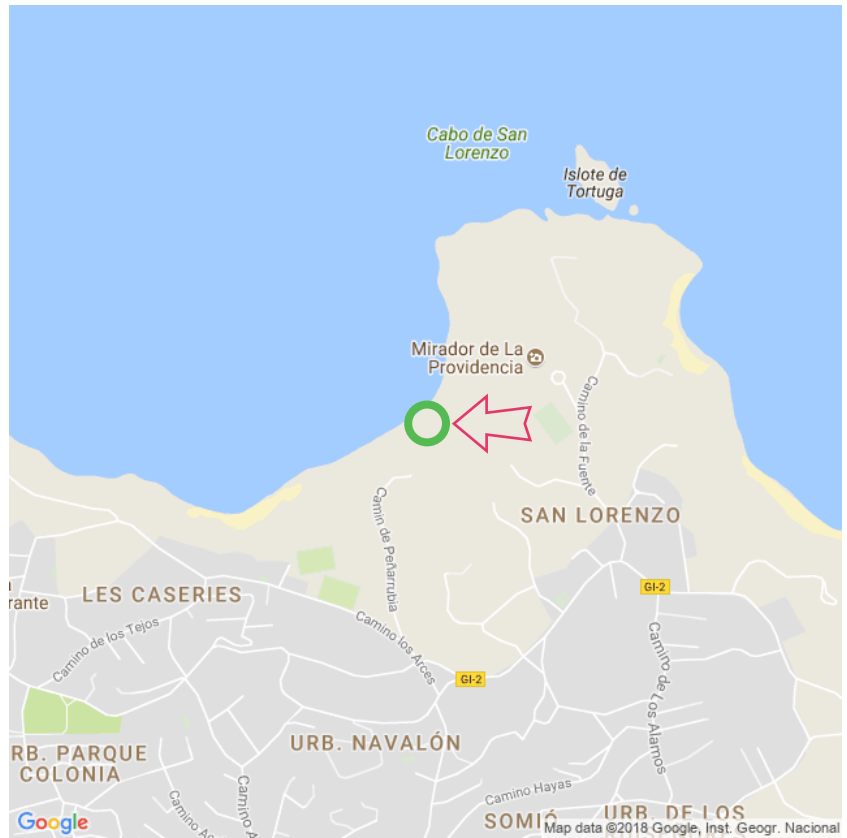 Cabo de San
Lorenzo
Islote de
Tortuga
Mirador de La
Providencia
Camino de la Fuente
Camin de Peñarrubia
SAN LORENZO
GI-2
LES CASERIES
rante
Camino de los Tejos
Camino los Arces
GI-2
Camino de Los Alamos
URB. NAVALÓN
RB. PARQUE
COLONIA
Camino Hayas
SOMIÓ
URB. DE LOS
Google
Map data ©2018 Google, Inst. Geogr. Nacional